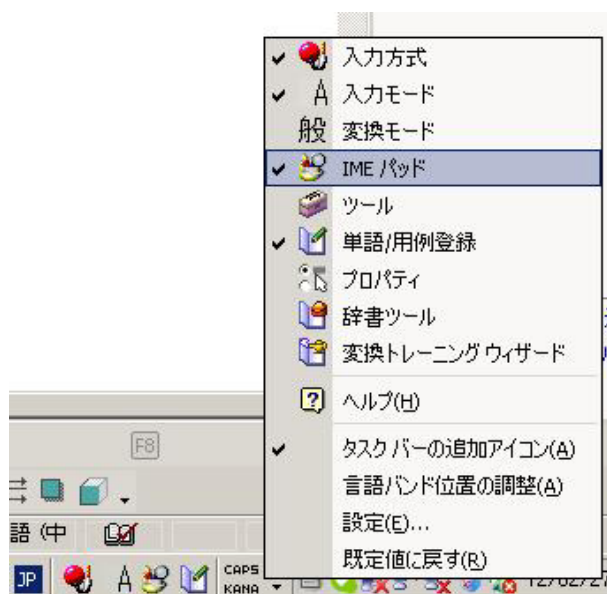 入力方式
A 入力モード
般 変換モード
IME パッド
ツール
単語/用例登録
プロパティ
辞書ツール
変換トレーニング ウィザード
ヘルプ(H)
タスク バーの追加アイコン(A)
言語バンド位置の調整(A)
設定(E)...
既定値に戻す(R)
F8
語 (中
JP
A
CAPS
KANA
12/02/27